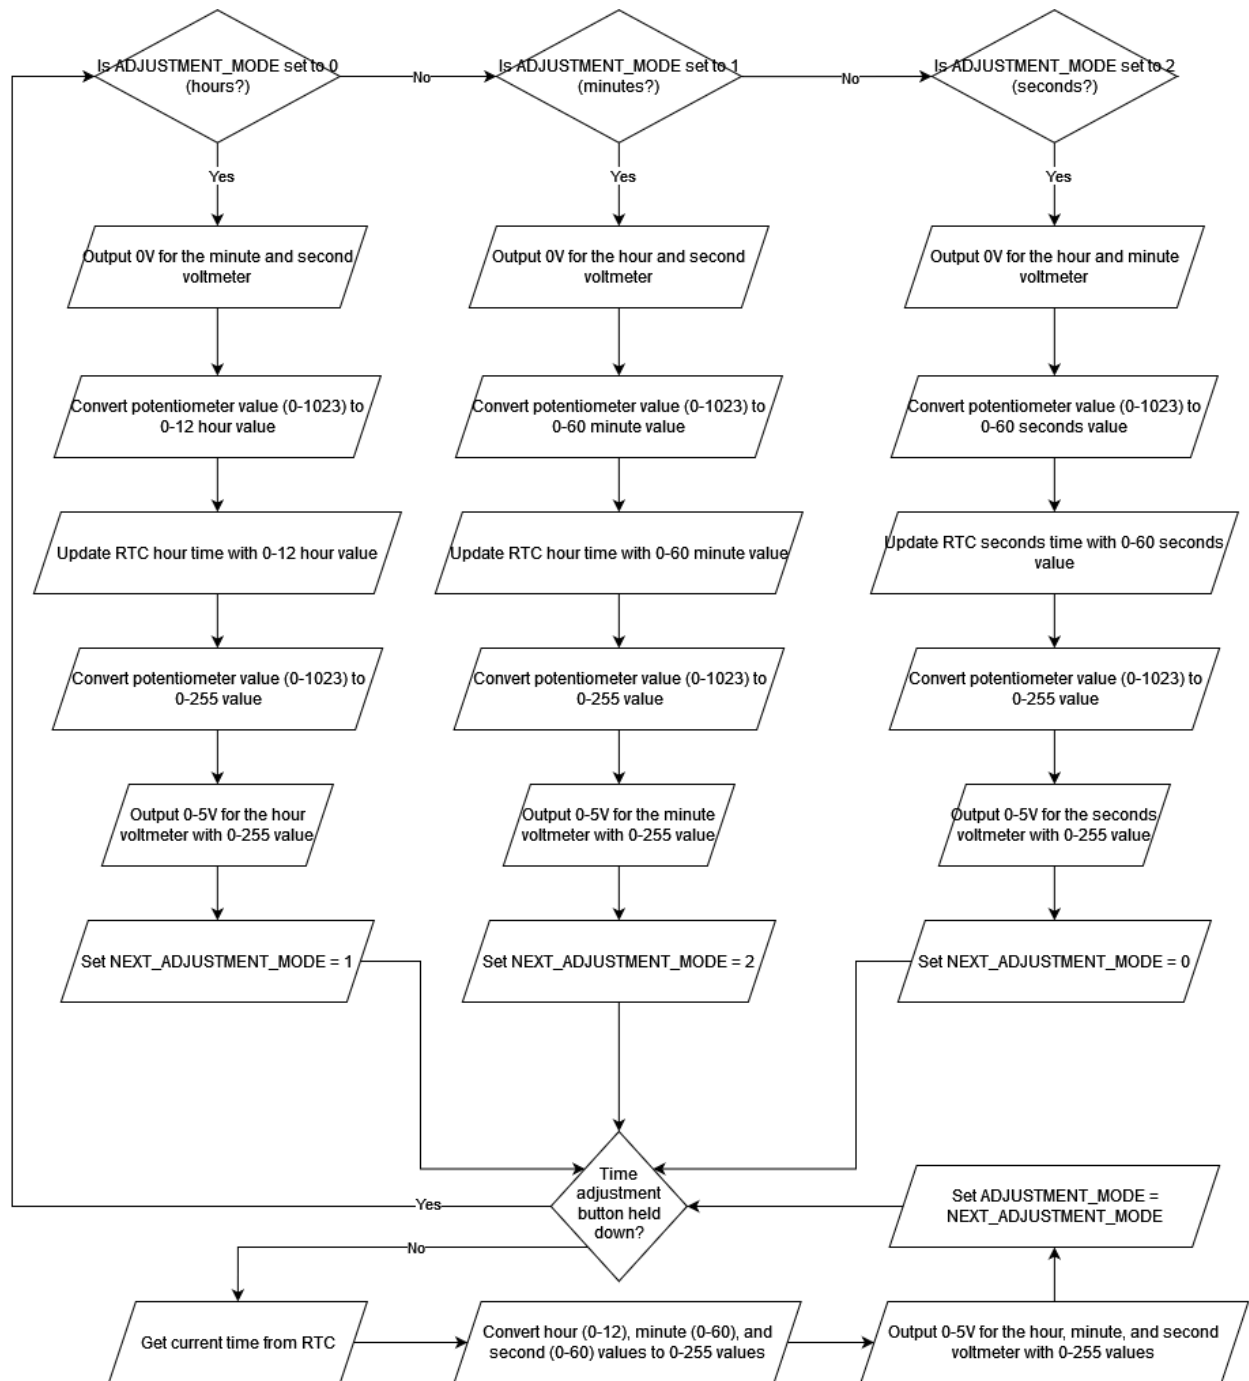 Is ADJUSTMENT_MODE set to 0
(hours?)
No
Is ADJUSTMENT_MODE set to 1
(minutes?)
No
Is ADJUSTMENT_MODE set to 2
(seconds?)
Yes
Yes
Yes
Output 0V for the minute and second
voltmeter
Output 0V for the hour and second
voltmeter
Output 0V for the hour and minute
voltmeter
Convert potentiometer value (0-1023) to
0-12 hour value
Convert potentiometer value (0-1023) to
0-60 minute value
Convert potentiometer value (0-1023) to
0-60 seconds value
Update RTC hour time with 0-12 hour value
Update RTC hour time with 0-60 minute value
Update RTC seconds time with 0-60 seconds
value
Convert potentiometer value (0-1023) to
0-255 value
Convert potentiometer value (0-1023) to
0-255 value
Convert potentiometer value (0-1023) to
0-255 value
Output 0-5V for the hour
voltmeter with 0-255 value
Output 0-5V for the minute
voltmeter with 0-255 value
Output 0-5V for the seconds
voltmeter with 0-255 value
Set NEXT_ADJUSTMENT_MODE = 1
Set NEXT_ADJUSTMENT_MODE = 2
Set NEXT_ADJUSTMENT_MODE = 0
Time
adjustment
button held
down?
Yes
No
Set ADJUSTMENT_MODE =
NEXT_ADJUSTMENT_MODE
Get current time from RTC
Convert hour (0-12), minute (0-60), and
second (0-60) values to 0-255 values
Output 0-5V for the hour, minute, and second
voltmeter with 0-255 values